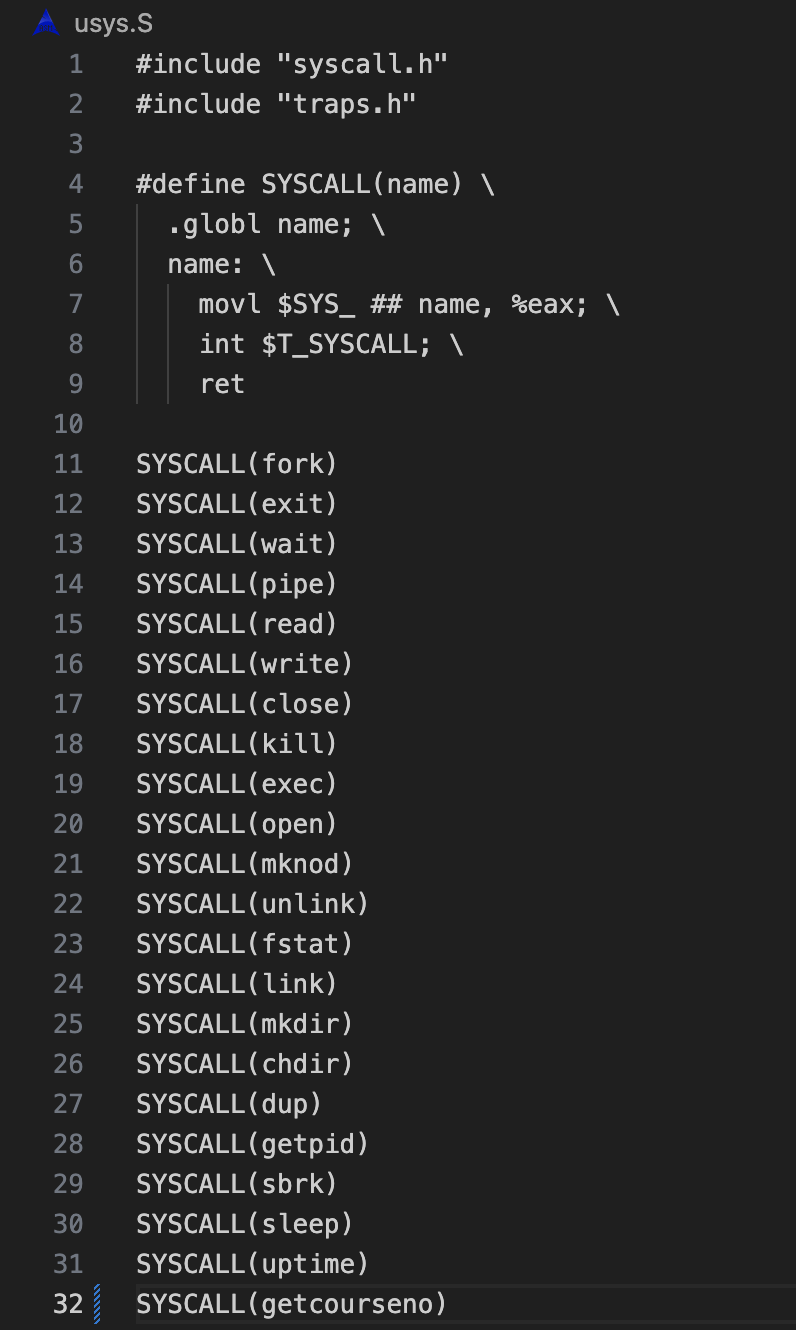 usys.S
1 #include "syscall.h"
2 #include "traps.h"
3
4 #define SYSCALL(name) \
5   .globl name; \
6   name: \
7     movl $SYS_ ## name, %eax; \
8     int $T_SYSCALL; \
9     ret
10
11 SYSCALL(fork)
12 SYSCALL(exit)
13 SYSCALL(wait)
14 SYSCALL(pipe)
15 SYSCALL(read)
16 SYSCALL(write)
17 SYSCALL(close)
18 SYSCALL(kill)
19 SYSCALL(exec)
20 SYSCALL(open)
21 SYSCALL(mknod)
22 SYSCALL(unlink)
23 SYSCALL(fstat)
24 SYSCALL(link)
25 SYSCALL(mkdir)
26 SYSCALL(chdir)
27 SYSCALL(dup)
28 SYSCALL(getpid)
29 SYSCALL(sbrk)
30 SYSCALL(sleep)
31 SYSCALL(uptime)
32 SYSCALL(getcourseno)